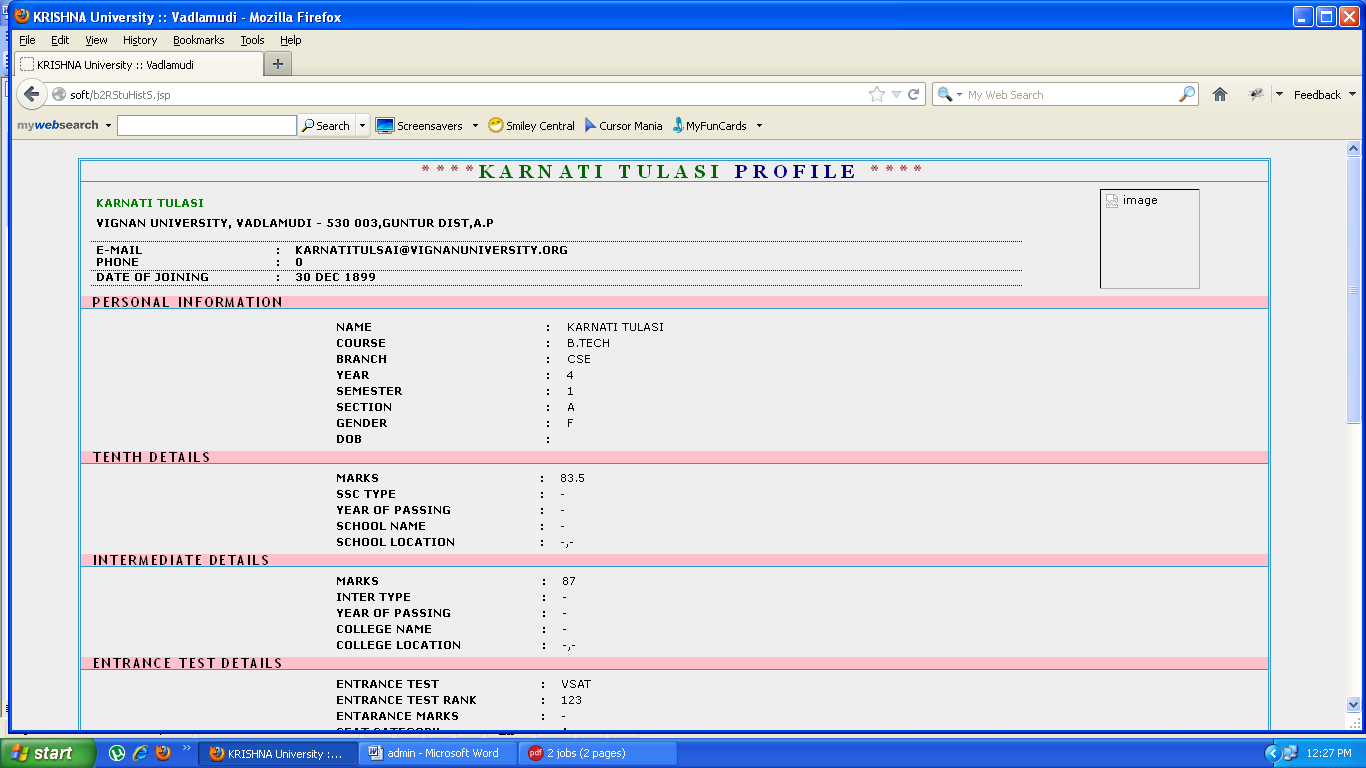 KRISHNA University :: Vadlamudi - Mozilla Firefox
File Edit View History Bookmarks Tools Help
KRISHNA University :: Vadlamudi
soft/b2RStuHistS.jsp My Web Search Feedback
mywebsearch Search Screensavers Smiley Central Cursor Mania MyFunCards
****KARNATI TULASI PROFILE ****
KARNATI TULASI
image
VIGNAN UNIVERSITY, VADLAMUDI - 530 003,GUNTUR DIST,A.P
E-MAIL : KARNATITULSAI@VIGNANUNIVERSITY.ORG
PHONE : 0
DATE OF JOINING : 30 DEC 1899
PERSONAL INFORMATION
NAME : KARNATI TULASI
COURSE : B.TECH
BRANCH : CSE
YEAR : 4
SEMESTER : 1
SECTION : A
GENDER : F
DOB :
TENTH DETAILS
MARKS : 83.5
SSC TYPE : -
YEAR OF PASSING : -
SCHOOL NAME : -
SCHOOL LOCATION : -,-
INTERMEDIATE DETAILS
MARKS : 87
INTER TYPE : -
YEAR OF PASSING : -
COLLEGE NAME : -
COLLEGE LOCATION : -,-
ENTRANCE TEST DETAILS
ENTRANCE TEST : VSAT
ENTRANCE TEST RANK : 123
ENTARANCE MARKS : -
start KRISHNA University :... admin - Microsoft Word pdf 2 jobs (2 pages) 12:27 PM